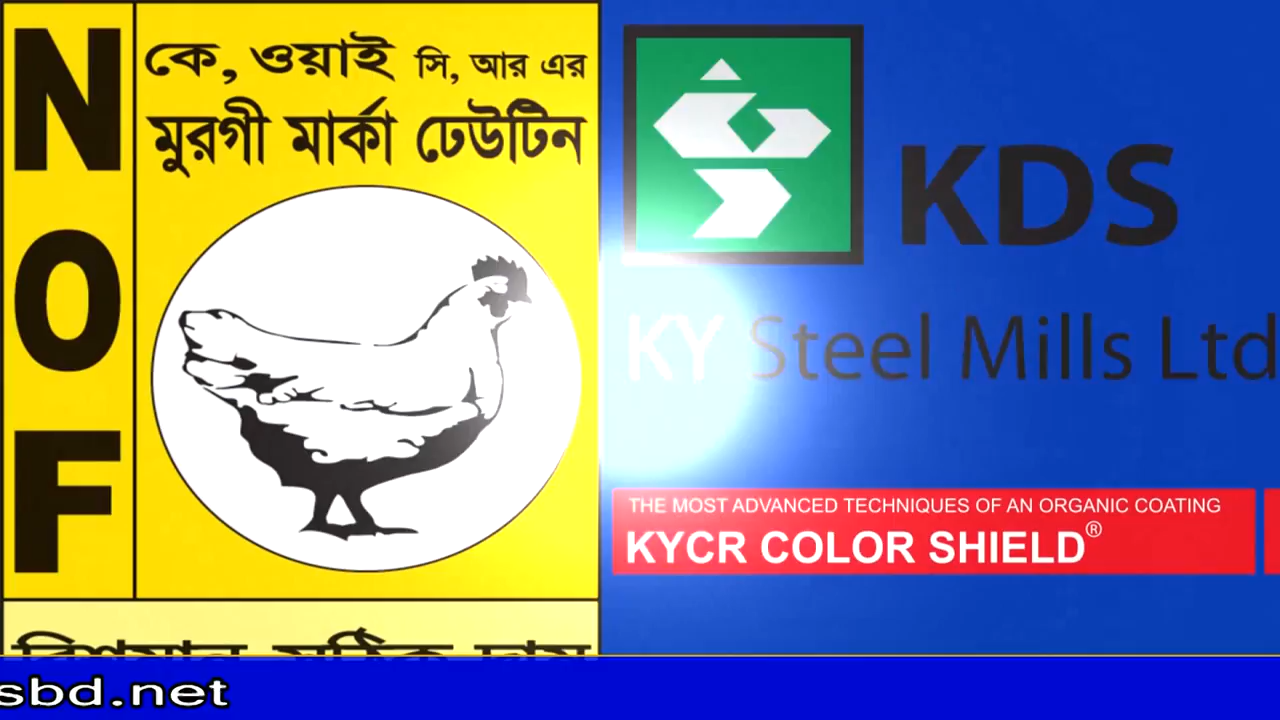 NOF
কে, ওয়াই সি, আর এর
মুরগী মার্কা ঢেউটিন
KDS
KY Steel Mills Ltd
THE MOST ADVANCED TECHNIQUES OF AN ORGANIC COATING
KYCR COLOR SHIELD®
sbd.net